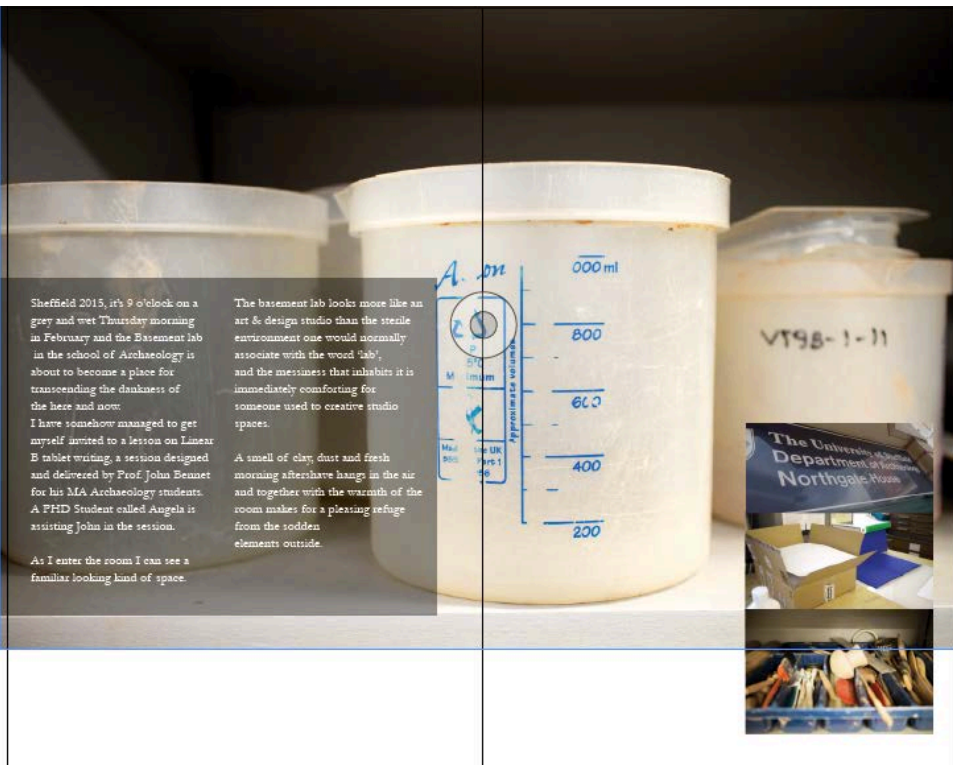 Sheffield 2015, it's 9 o'clock on a
grey and wet Thursday morning
in February and the Basement lab
in the school of Archaeology is
about to become a place for
transcending the dankness of
the here and now.
I have somehow managed to get
myself invited to a lesson on Linear
B tablet writing, a session designed
and delivered by Prof. John Bennet
for his MA Archaeology students.
A PHD Student called Angela is
assisting John in the session.
As I enter the room I can see a
familiar looking kind of space.
The basement lab looks more like an
art & design studio than the sterile
environment one would normally
associate with the word 'lab',
and the messiness that inhabits it is
immediately comforting for
someone used to creative studio
spaces.
A smell of clay, dust and fresh
morning aftershave hangs in the air
and together with the warmth of the
room makes for a pleasing refuge
from the sodden
elements outside.
A. on
000 ml
800
600
400
200
Approximate volumes
UK
VT98-1-11
The University of Sheffield
Department of Archaeology
Northgate House